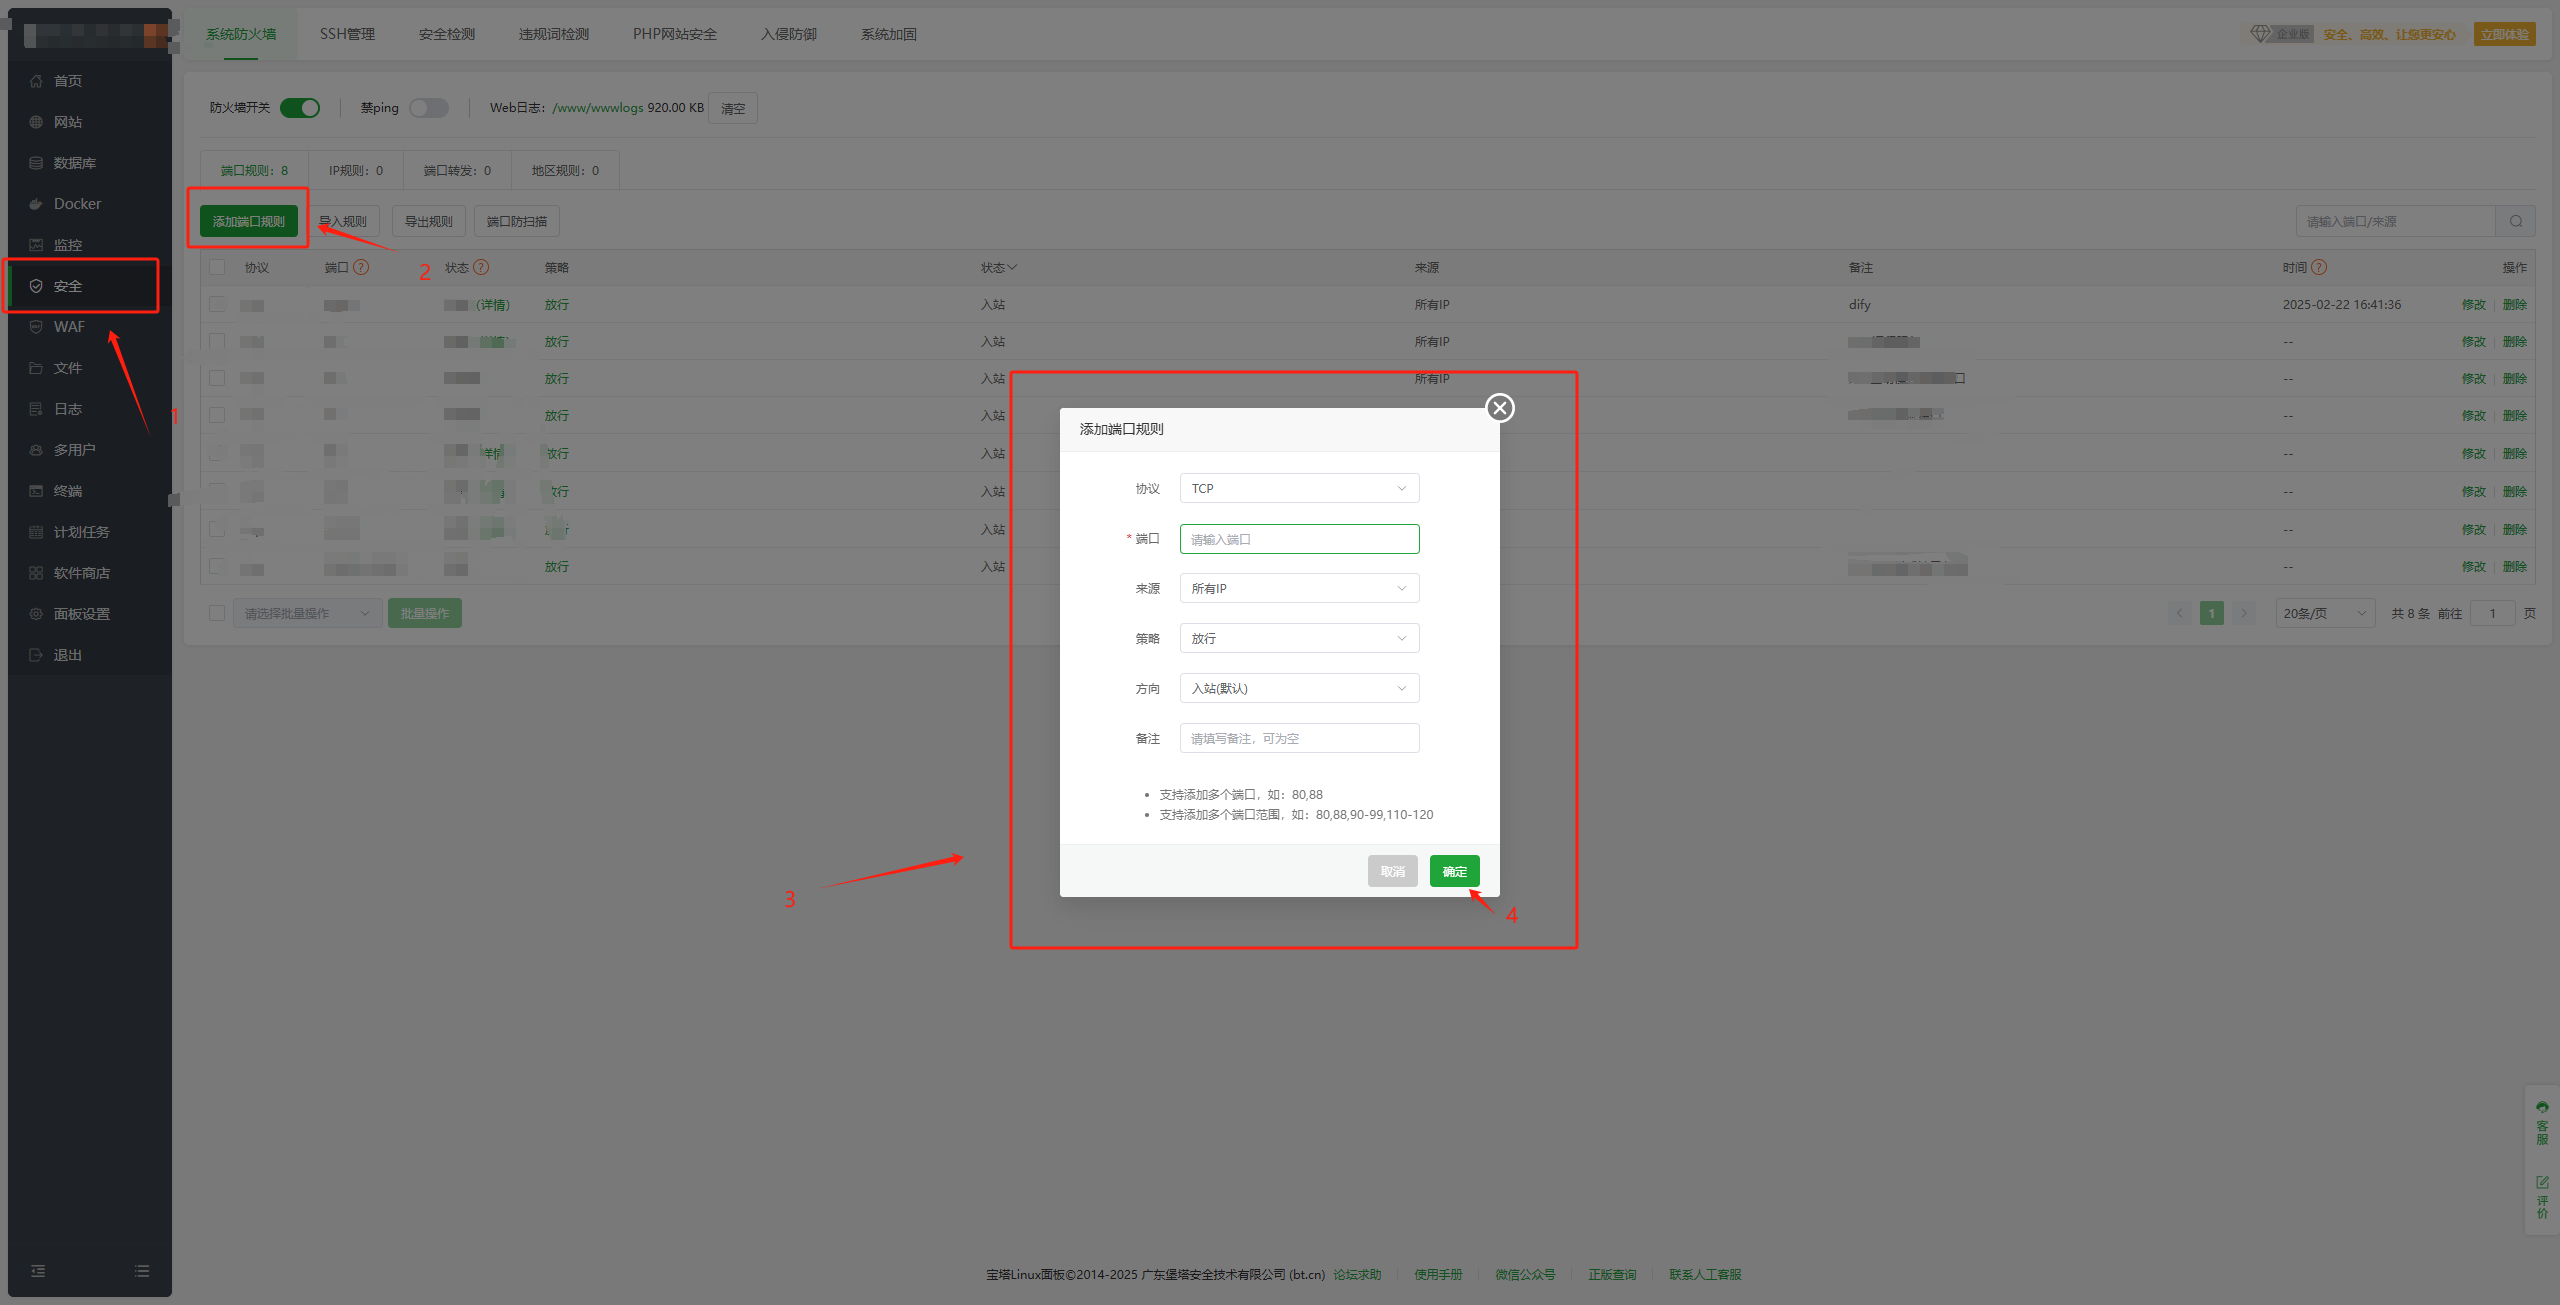 系统防火墙 SSH管理 安全检测 违规词检测 PHP网站安全 入侵防御 系统加固 企业版 安全、高效、让您更安心 立即体验
首页
网站
数据库
Docker
监控
安全
WAF
文件
日志
多用户
终端
计划任务
软件商店
面板设置
退出
1
防火墙开关 禁ping Web日志：/www/wwwlogs 920.00 KB 清空
端口规则：8 IP规则：0 端口转发：0 地区规则：0
添加端口规则 导入规则 导出规则 端口防扫描 请输入端口/来源
2
协议 端口 ? 状态 ? 策略 状态 来源 备注 时间 ? 操作
(详情) 放行 入站 所有IP dify 2025-02-22 16:41:36 修改 删除
放行 入站 所有IP -- 修改 删除
放行 入站 所有IP 口 -- 修改 删除
放行 入站 -- 修改 删除
放行 入站 -- 修改 删除
放行 入站 -- 修改 删除
入站 -- 修改 删除
放行 入站 -- 修改 删除
请选择批量操作 批量操作 1 20条/页 共 8 条 前往 1 页
添加端口规则
协议 TCP
* 端口 请输入端口
来源 所有IP
策略 放行
方向 入站(默认)
备注 请填写备注，可为空
支持添加多个端口，如：80,88
支持添加多个端口范围，如：80,88,90-99,110-120
取消 确定
3
4
客服
评价
宝塔Linux面板©2014-2025 广东堡塔安全技术有限公司 (bt.cn) 论坛求助 使用手册 微信公众号 正版查询 联系人工客服